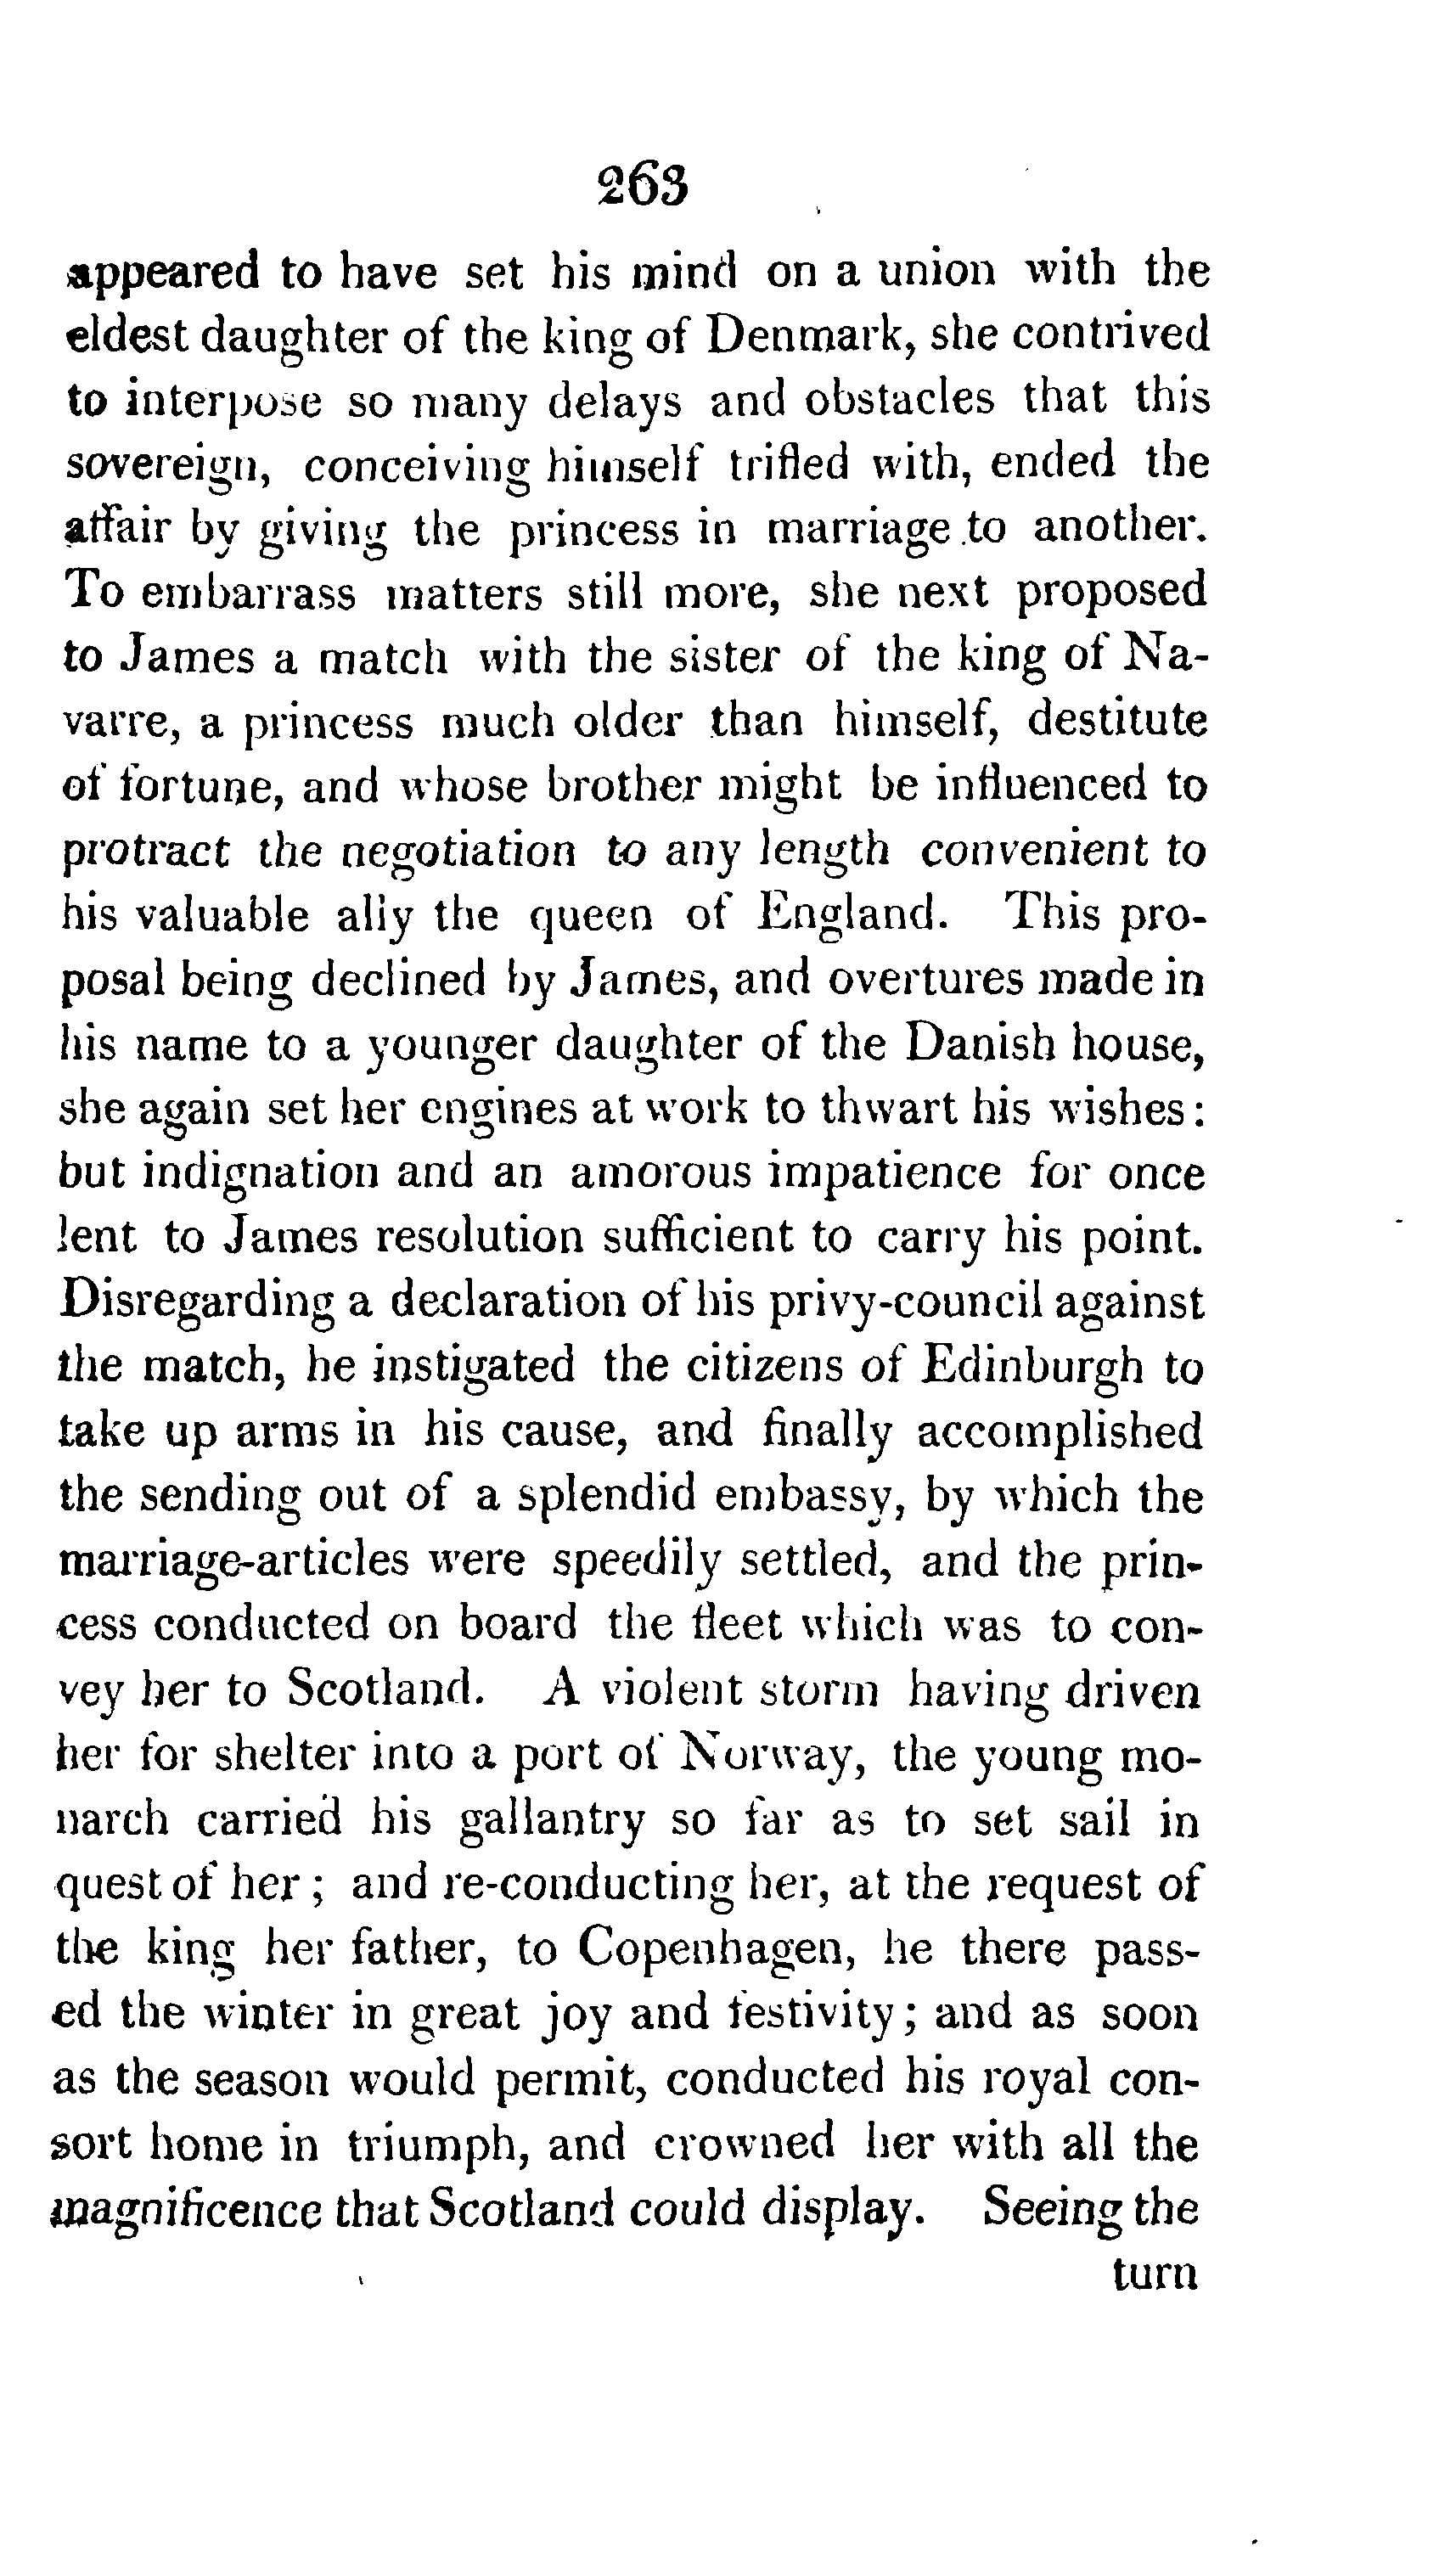 263
appeared to have set his mind on a union with the
eldest daughter of the king of Denmark, she contrived
to interpose so many delays and obstacles that this
sovereign, conceiving himself trifled with, ended the
affair by giving the princess in marriage to another.
To embarrass matters still more, she next proposed
to James a match with the sister of the king of Na-
varre, a princess much older than himself, destitute
of fortune, and whose brother might be influenced to
protract the negotiation to any length convenient to
his valuable ally the queen of England. This pro-
posal being declined by James, and overtures made in
his name to a younger daughter of the Danish house,
she again set her engines at work to thwart his wishes:
but indignation and an amorous impatience for once
lent to James resolution sufficient to carry his point.
Disregarding a declaration of his privy-council against
the match, he instigated the citizens of Edinburgh to
take up arms in his cause, and finally accomplished
the sending out of a splendid embassy, by which the
marriage-articles were speedily settled, and the prin-
cess conducted on board the fleet which was to con-
vey her to Scotland. A violent storm having driven
her for shelter into a port of Norway, the young mo-
narch carried his gallantry so far as to set sail in
quest of her; and re-conducting her, at the request of
the king her father, to Copenhagen, he there pass-
ed the winter in great joy and festivity; and as soon
as the season would permit, conducted his royal con-
sort home in triumph, and crowned her with all the
magnificence that Scotland could display. Seeing the
turn